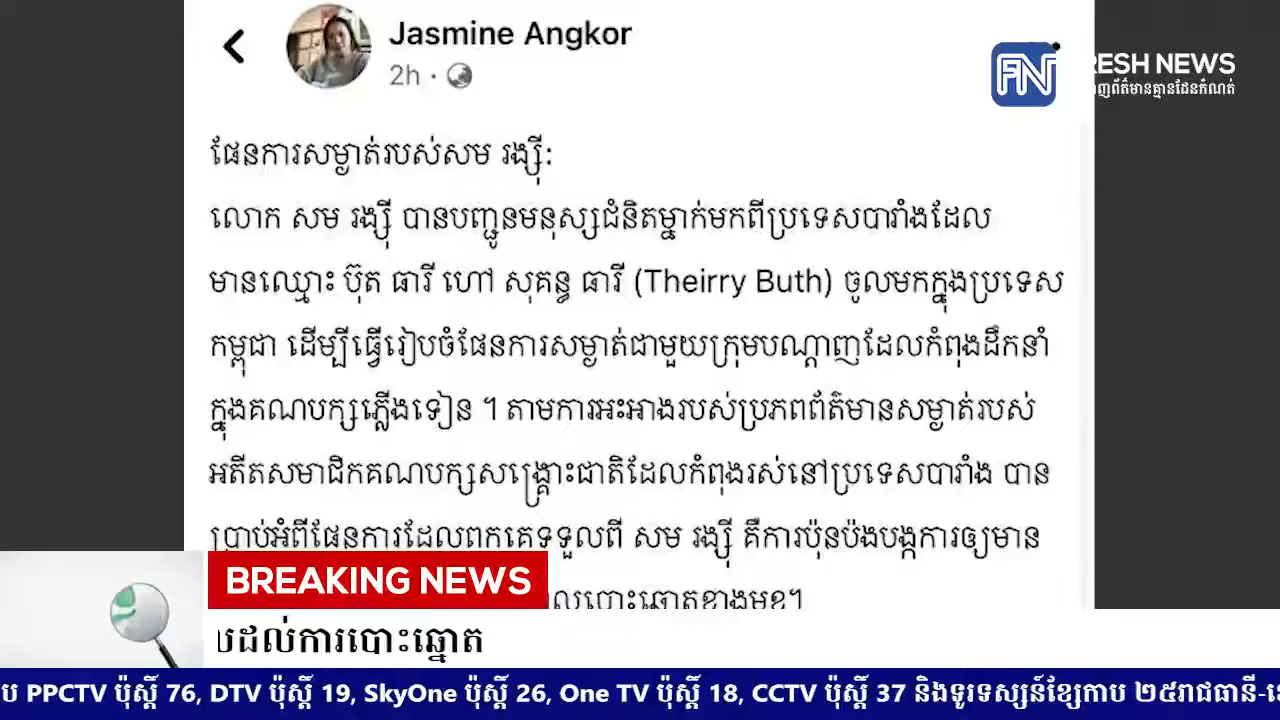 Jasmine Angkor
2h ·
FN
RESH NEWS
ញព័ត៌មានគ្មានដែនកំណត់
ផែនការសម្ងាត់របស់សម រង្ស៊ី:
លោក សម រង្ស៊ី បានបញ្ជូនមនុស្សជំនិតម្នាក់មកពីប្រទេសបារាំងដែល
មានឈ្មោះ ប៊ុត ធារី ហៅ សុគន្ធ ធារី (Theirry Buth) ចូលមកក្នុងប្រទេស
កម្ពុជា ដើម្បីធ្វើរៀបចំផែនការសម្ងាត់ជាមួយក្រុមបណ្ដាញដែលកំពុងដឹកនាំ
ក្នុងគណបក្សភ្លើងទៀន ។ តាមការអះអាងរបស់ប្រភពព័ត៌មានសម្ងាត់របស់
អតីតសមាជិកគណបក្សសង្គ្រោះជាតិដែលកំពុងរស់នៅប្រទេសបារាំង បាន
ប្រាប់អំពីផែនការដែលពួកគេទទួលពី សម រង្ស៊ី គឺការប៉ុនប៉ងបង្កការឲ្យមាន
បោះឆ្នោតខាងមុខ។
BREAKING NEWS
ដល់ការបោះឆ្នោត
ប PPCTV ប៉ុស្តិ៍ 76, DTV ប៉ុស្តិ៍ 19, SkyOne ប៉ុស្តិ៍ 26, One TV ប៉ុស្តិ៍ 18, CCTV ប៉ុស្តិ៍ 37 និងទូរទស្សន៍ខ្សែកាប ២៥រាជធានី-ខេ